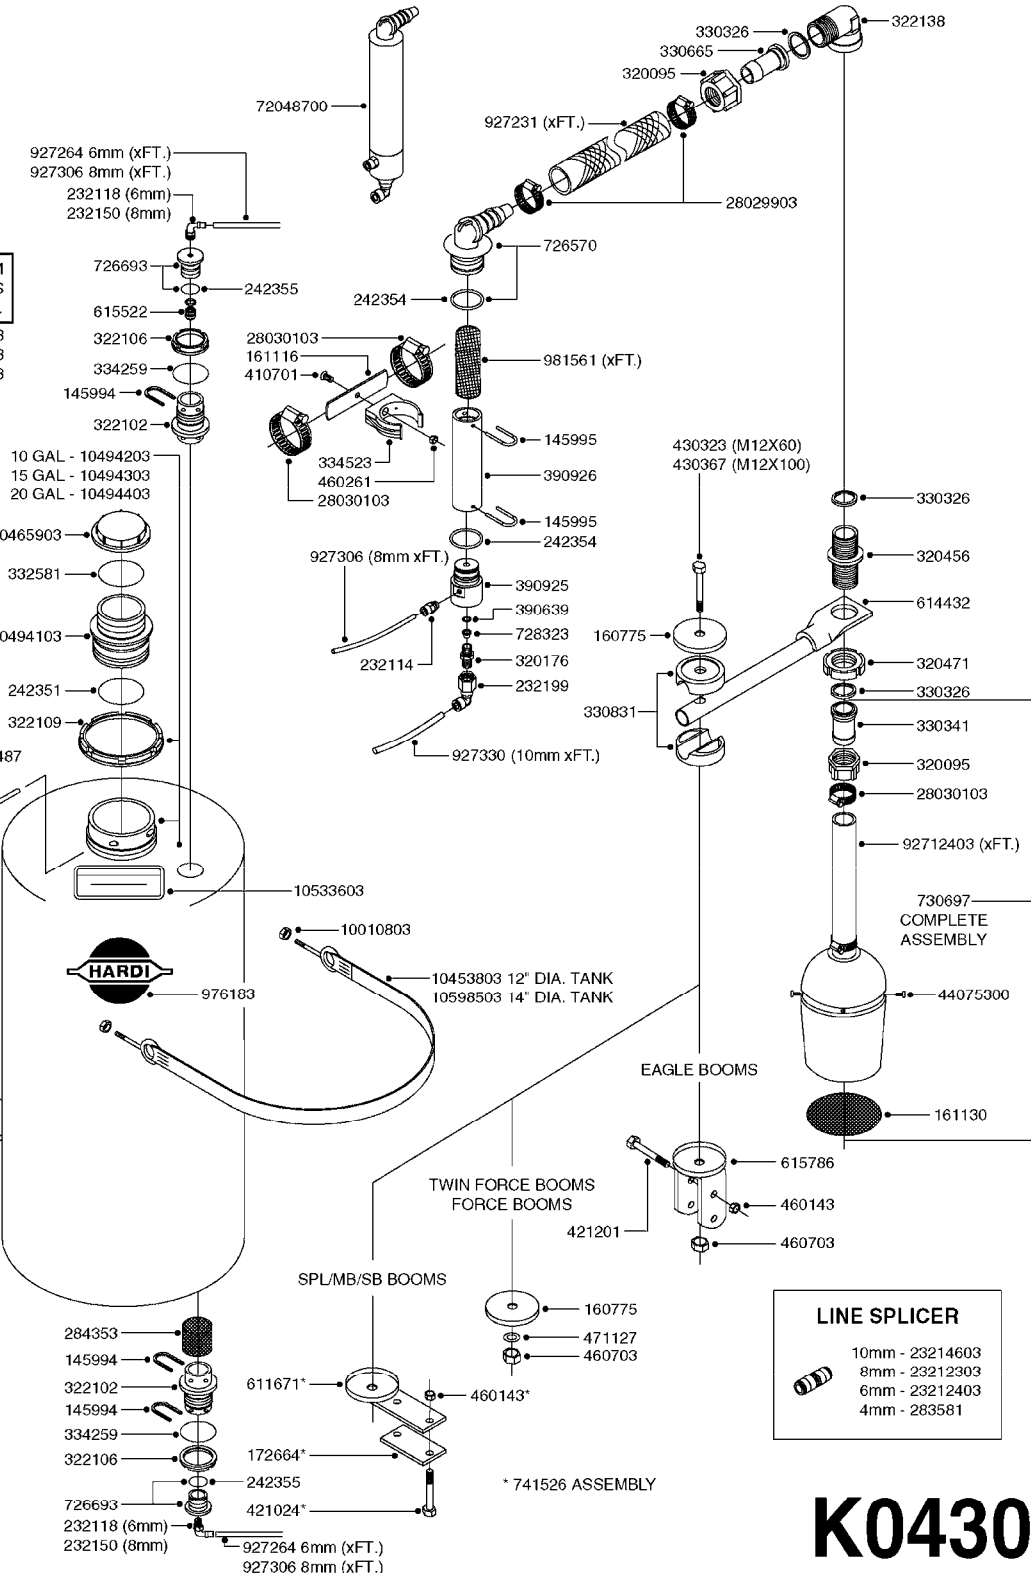 322138
330326
330665
320095
72048700
927231 (xFT.)
927264 6mm (xFT.)
927306 8mm (xFT.)
232118 (6mm)
232150 (8mm)
28029903
726570
726693
242355
242354
615522
322106
28030103
161116
410701
981561 (xFT.)
334259
145994
322102
145995
430323 (M12X60)
430367 (M12X100)
10 GAL - 10494203
15 GAL - 10494303
20 GAL - 10494403
334523
460261
28030103
390926
330326
0465903
145995
242354
320456
332581
927306 (8mm xFT.)
390925
614432
390639
160775
728323
0494103
232114
320176
320471
232199
330326
242351
330831
322109
330341
487
927330 (10mm xFT.)
320095
28030103
92712403 (xFT.)
10533603
730697
COMPLETE
ASSEMBLY
10010803
HARDI
10453803 12" DIA. TANK
10598503 14" DIA. TANK
976183
44075300
EAGLE BOOMS
161130
615786
TWIN FORCE BOOMS
FORCE BOOMS
460143
421201
460703
SPL/MB/SB BOOMS
160775
471127
460703
LINE SPLICER
10mm - 23214603
8mm - 23212303
6mm - 23212403
4mm - 283581
284353
145994
322102
145994
334259
322106
611671*
460143*
172664*
242355
* 741526 ASSEMBLY
726693
421024*
232118 (6mm)
232150 (8mm)
927264 6mm (xFT.)
927306 8mm (xFT.)
K0430